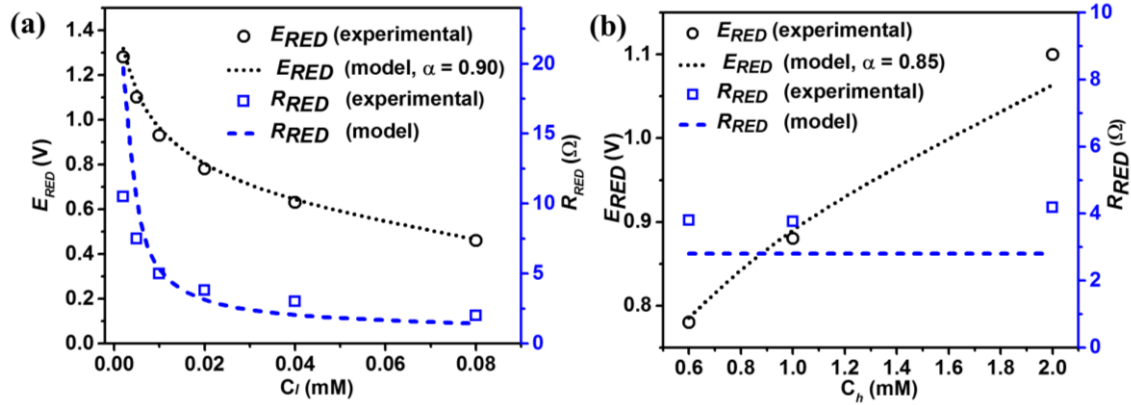 (a)
E_RED (experimental)
E_RED (model, α = 0.90)
R_RED (experimental)
R_RED (model)
E_RED (V)
1.4
1.2
1.0
0.8
0.6
0.4
0.2
0.0
0.00 0.02 0.04 0.06 0.08
C_l (mM)
20
15
10
5
0
R_RED (Ω)
(b)
E_RED (experimental)
E_RED (model, α = 0.85)
R_RED (experimental)
R_RED (model)
E_RED (V)
1.1
1.0
0.9
0.8
0.6 0.8 1.0 1.2 1.4 1.6 1.8 2.0
C_h (mM)
10
8
6
4
2
0
R_RED (Ω)